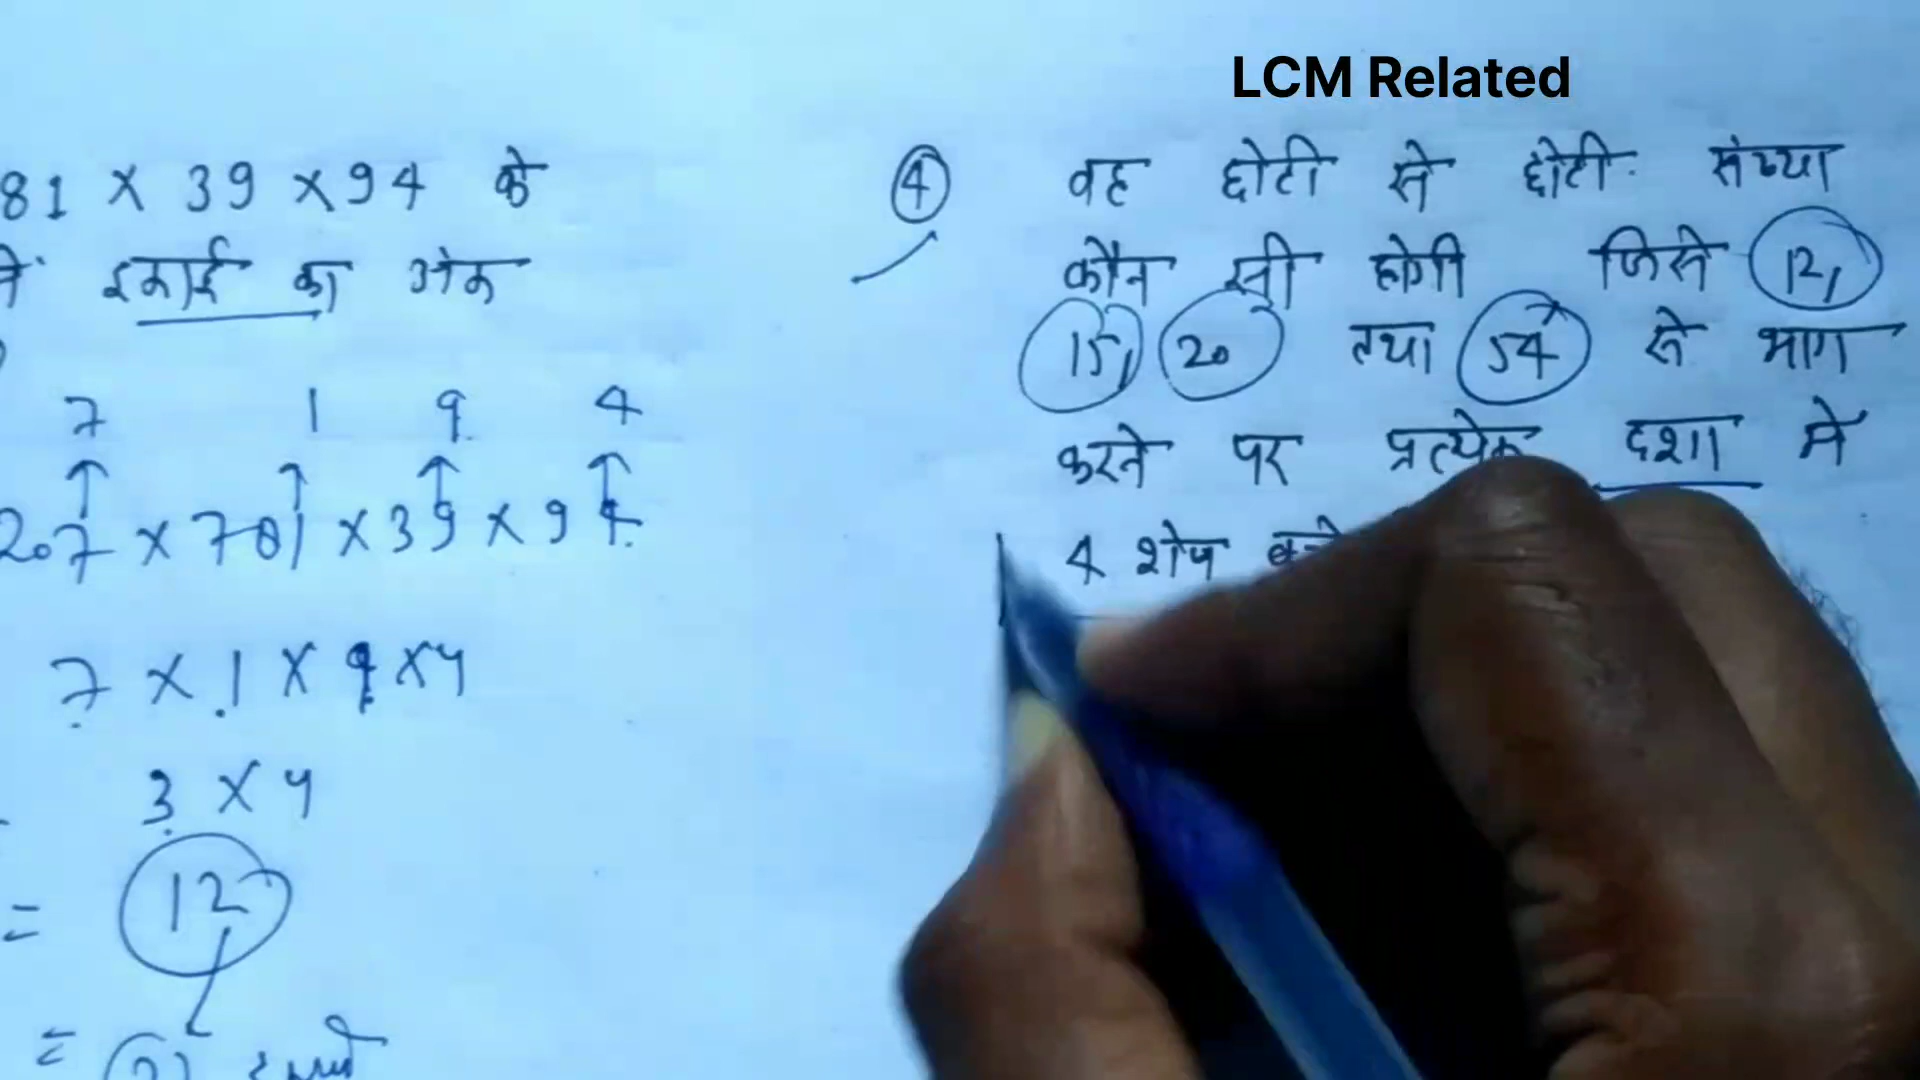 LCM Related
81 x 39 x 94 के
इकाई का अंक
7 1 9 4
207 x 781 x 39 x 94
7 x 1 x 9 x 4
3 x 4
= 12
=
④ वह छोटी से छोटी संख्या
कौन सी होगी जिसे 12,
15, 20 तथा 54 से भाग
करने पर प्रत्येक दशा में
4 शेष बचे